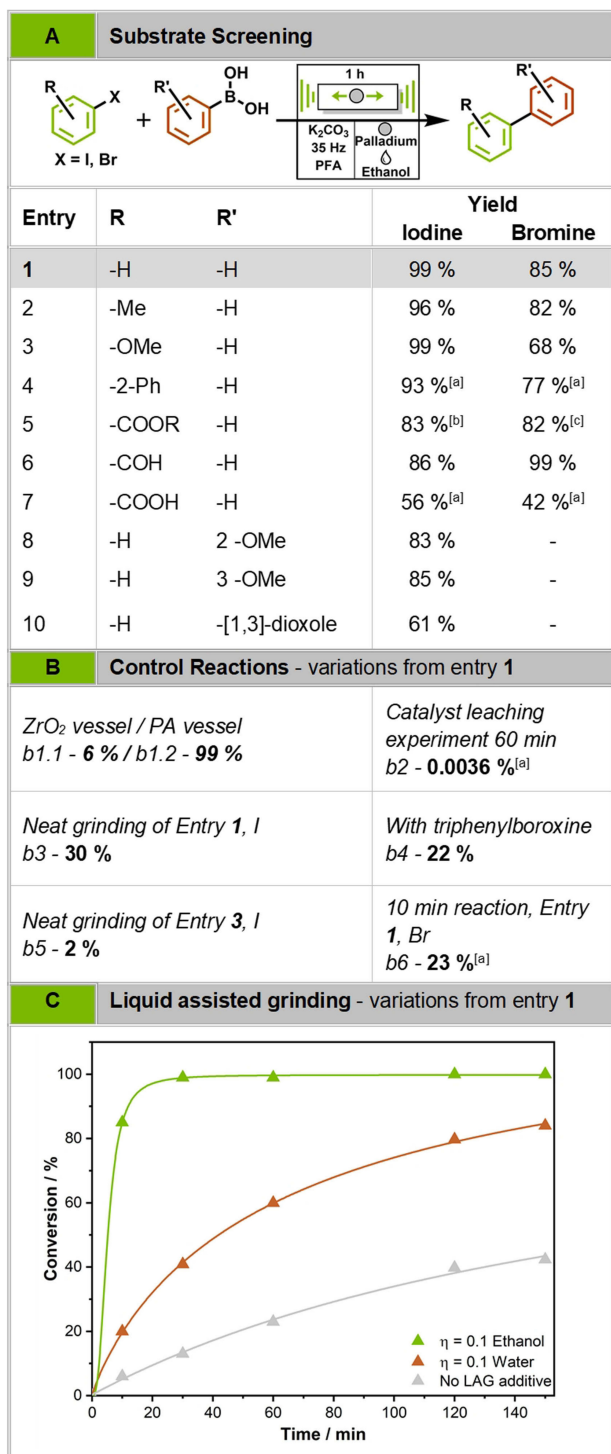 A Substrate Screening
R
X
X = I, Br
+
R'
OH
B
OH
1 h
K₂CO₃
35 Hz
PFA
Palladium
Ethanol
R'
R
Entry R R' Yield
Iodine Bromine
1 -H -H 99 % 85 %
2 -Me -H 96 % 82 %
3 -OMe -H 99 % 68 %
4 -2-Ph -H 93 %[a] 77 %[a]
5 -COOR -H 83 %[b] 82 %[c]
6 -COH -H 86 % 99 %
7 -COOH -H 56 %[a] 42 %[a]
8 -H 2 -OMe 83 % -
9 -H 3 -OMe 85 % -
10 -H -[1,3]-dioxole 61 % -
B Control Reactions - variations from entry 1
ZrO₂ vessel / PA vessel
b1.1 - 6 % / b1.2 - 99 %
Catalyst leaching
experiment 60 min
b2 - 0.0036 %[a]
Neat grinding of Entry 1, I
b3 - 30 %
With triphenylboroxine
b4 - 22 %
Neat grinding of Entry 3, I
b5 - 2 %
10 min reaction, Entry
1, Br
b6 - 23 %[a]
C Liquid assisted grinding - variations from entry 1
Conversion / %
100
80
60
40
20
0
η = 0.1 Ethanol
η = 0.1 Water
No LAG additive
0 20 40 60 80 100 120 140
Time / min